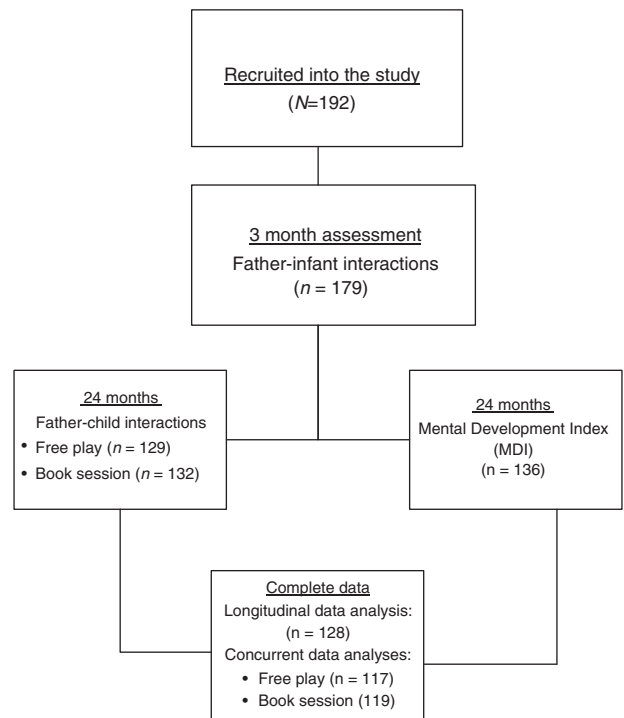 Recruited into the study
(N=192)
3 month assessment
Father-infant interactions
(n = 179)
24 months
Father-child interactions
• Free play (n = 129)
• Book session (n = 132)
24 months
Mental Development Index
(MDI)
(n = 136)
Complete data
Longitudinal data analysis:
(n = 128)
Concurrent data analyses:
• Free play (n = 117)
• Book session (119)